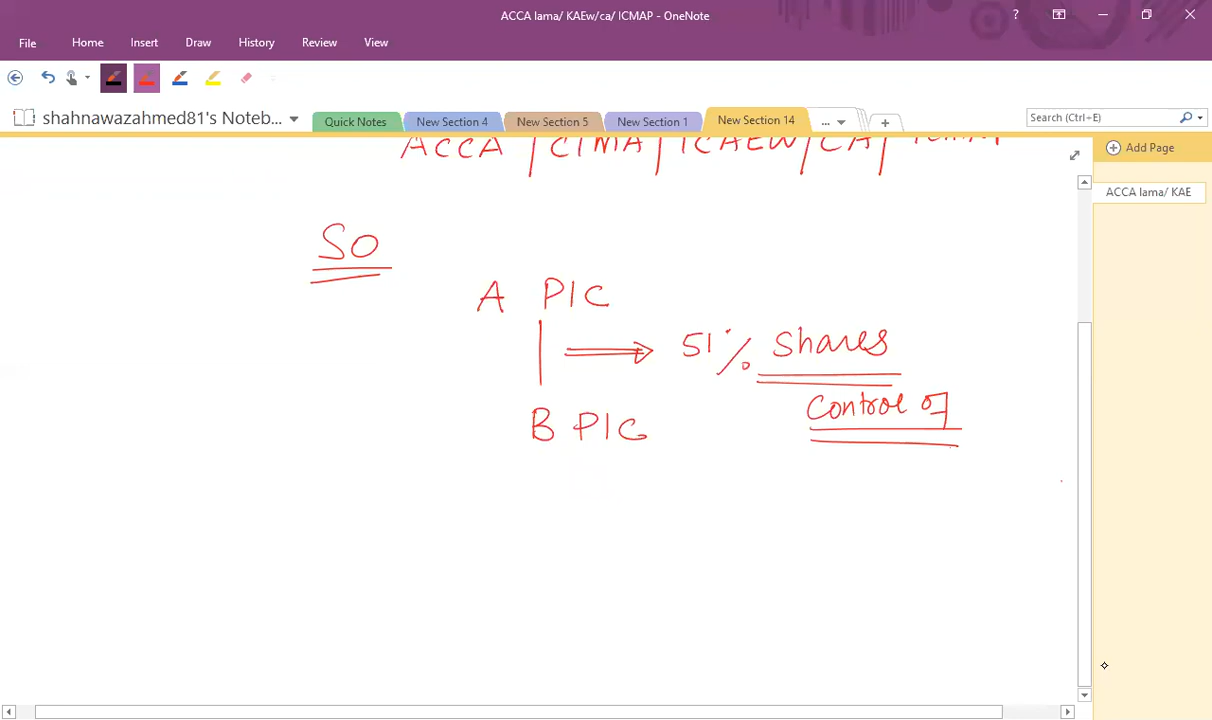 ACCA lama/ KAEw/ca/ ICMAP - OneNote
?
File Home Insert Draw History Review View
shahnawazahmed81's Noteb... Quick Notes New Section 4 New Section 5 New Section 1 New Section 14 ... Search (Ctrl+E)
Add Page
ACCA / CIMA / ICAEW / CA /
ACCA lama/ KAE
SO
A PlC
51% Shares
Control of
B PlC